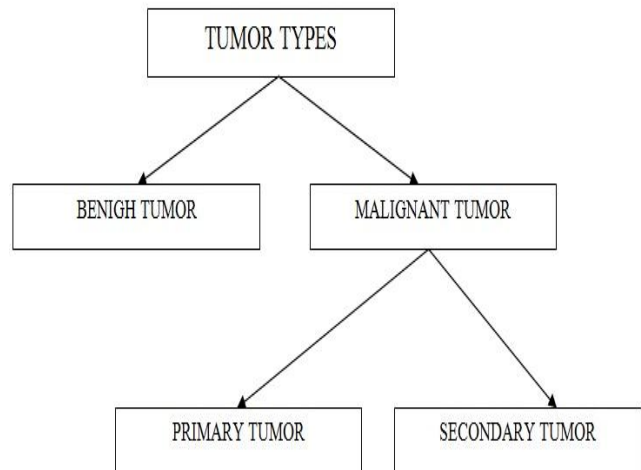 TUMOR TYPES
BENIGH TUMOR
MALIGNANT TUMOR
PRIMARY TUMOR
SECONDARY TUMOR